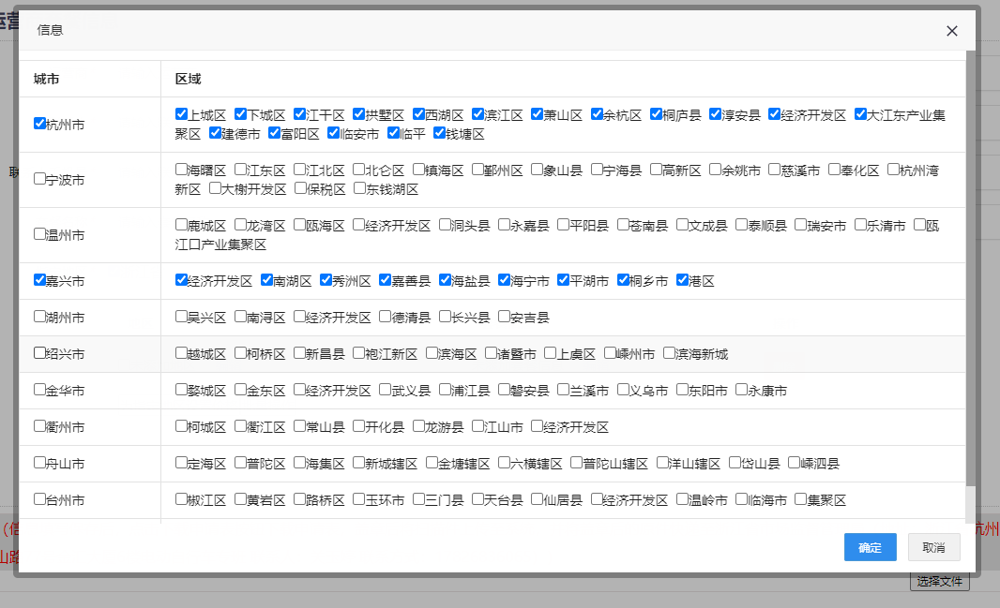 运营
信息
城市 区域
杭州市 上城区 下城区 江干区 拱墅区 西湖区 滨江区 萧山区 余杭区 桐庐县 淳安县 经济开发区 大江东产业集
聚区 建德市 富阳区 临安市 临平 钱塘区
联
宁波市 海曙区 江东区 江北区 北仑区 镇海区 鄞州区 象山县 宁海县 高新区 余姚市 慈溪市 奉化区 杭州湾
新区 大榭开发区 保税区 东钱湖区
温州市 鹿城区 龙湾区 瓯海区 经济开发区 洞头县 永嘉县 平阳县 苍南县 文成县 泰顺县 瑞安市 乐清市 瓯
江口产业集聚区
嘉兴市 经济开发区 南湖区 秀洲区 嘉善县 海盐县 海宁市 平湖市 桐乡市 港区
湖州市 吴兴区 南浔区 经济开发区 德清县 长兴县 安吉县
绍兴市 越城区 柯桥区 新昌县 袍江新区 滨海区 诸暨市 上虞区 嵊州市 滨海新城
金华市 婺城区 金东区 经济开发区 武义县 浦江县 磐安县 兰溪市 义乌市 东阳市 永康市
衢州市 柯城区 衢江区 常山县 开化县 龙游县 江山市 经济开发区
舟山市 定海区 普陀区 海集区 新城辖区 金塘辖区 六横辖区 普陀山辖区 洋山辖区 岱山县 嵊泗县
台州市 椒江区 黄岩区 路桥区 玉环市 三门县 天台县 仙居县 经济开发区 温岭市 临海市 集聚区
（信 杭州
确定 取消
山路
选择文件